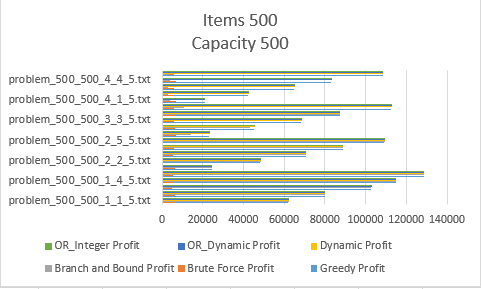 Items 500
Capacity 500
problem_500_500_4_4_5.txt
problem_500_500_4_1_5.txt
problem_500_500_3_3_5.txt
problem_500_500_2_5_5.txt
problem_500_500_2_2_5.txt
problem_500_500_1_4_5.txt
problem_500_500_1_1_5.txt
0 20000 40000 60000 80000 100000 120000 140000
OR_Integer Profit OR_Dynamic Profit Dynamic Profit
Branch and Bound Profit Brute Force Profit Greedy Profit